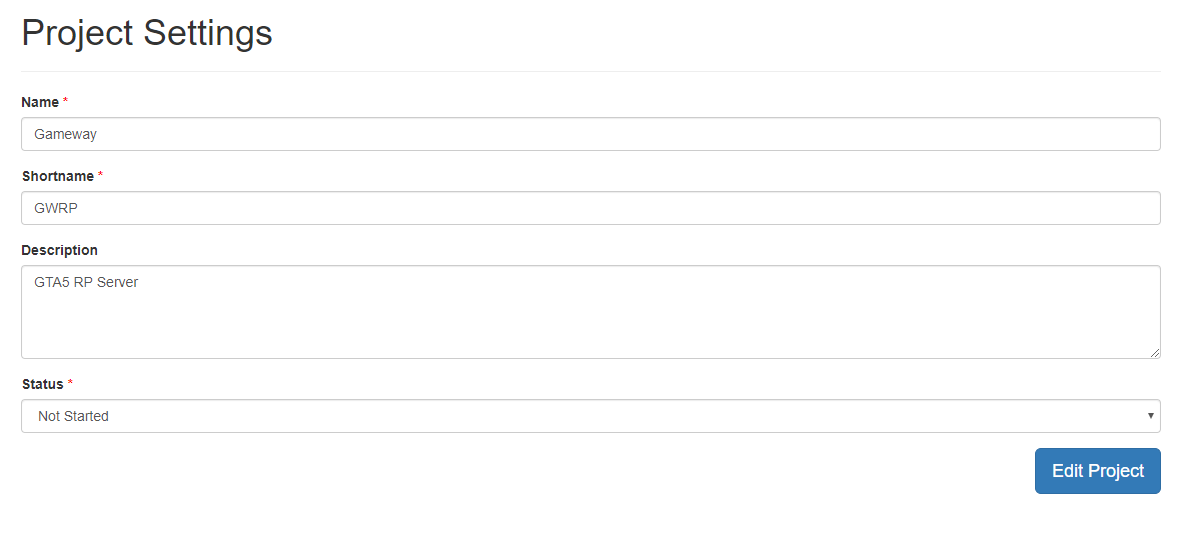 Project Settings
Name *
Gameway
Shortname *
GWRP
Description
GTA5 RP Server
Status *
Not Started
Edit Project